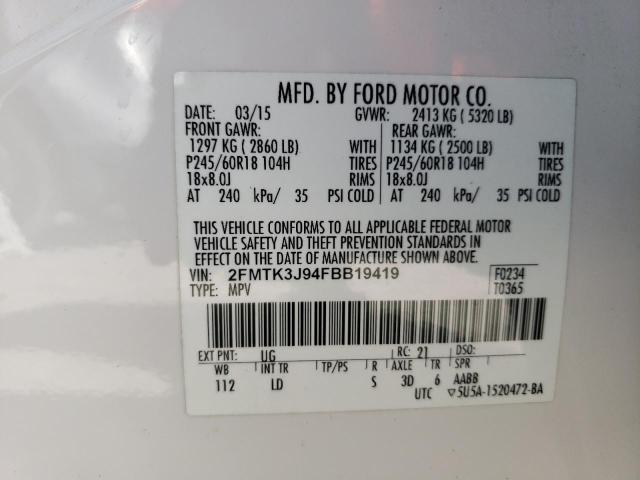 MFD. BY FORD MOTOR CO.
DATE: 03/15 GVWR: 2413 KG ( 5320 LB)
FRONT GAWR: REAR GAWR:
1297 KG ( 2860 LB) WITH 1134 KG ( 2500 LB) WITH
P245/60R18 104H TIRES P245/60R18 104H TIRES
18x8.0J RIMS 18x8.0J RIMS
AT 240 kPa/ 35 PSI COLD AT 240 kPa/ 35 PSI COLD
THIS VEHICLE CONFORMS TO ALL APPLICABLE FEDERAL MOTOR
VEHICLE SAFETY AND THEFT PREVENTION STANDARDS IN
EFFECT ON THE DATE OF MANUFACTURE SHOWN ABOVE.
VIN: 2FMTK3J94FBB19419 F0234
TYPE: MPV T0365
EXT PNT: UG RC: 21 DSO:
WB INT TR TP/PS R AXLE TR SPR
112 LD S 3D 6 AABB
UTC ▽5U5A-1520472-BA